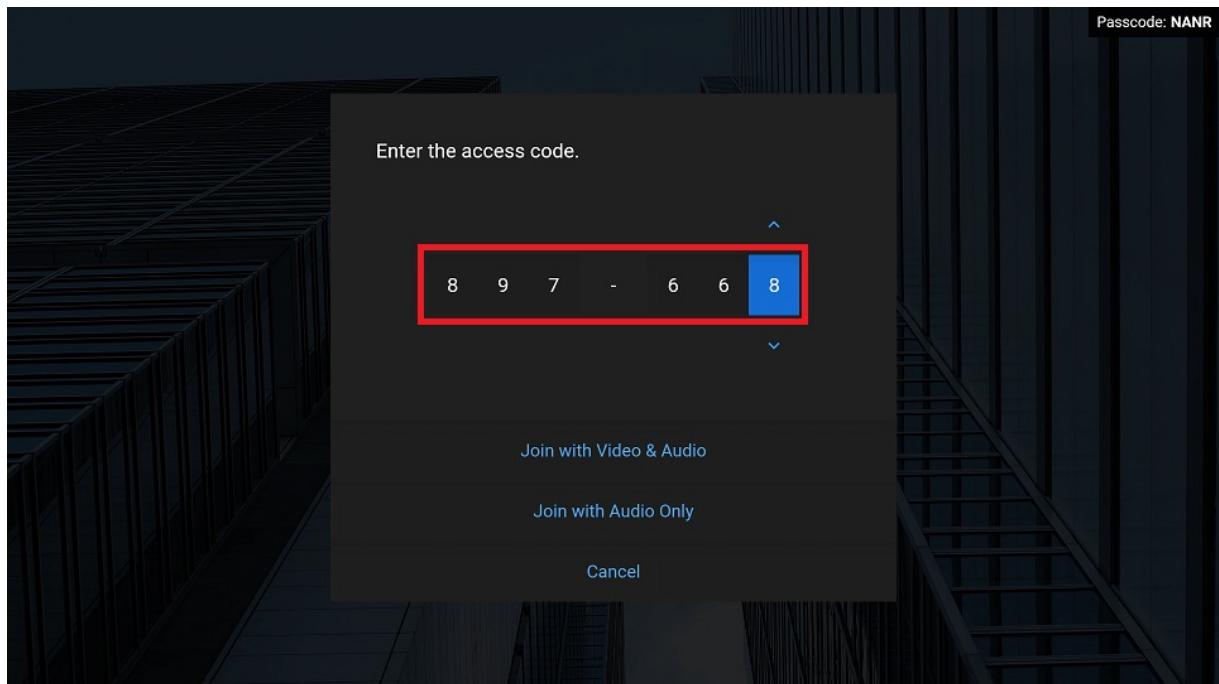 Passcode: NANR
Enter the access code.
8 9 7 - 6 6 8
Join with Video & Audio
Join with Audio Only
Cancel